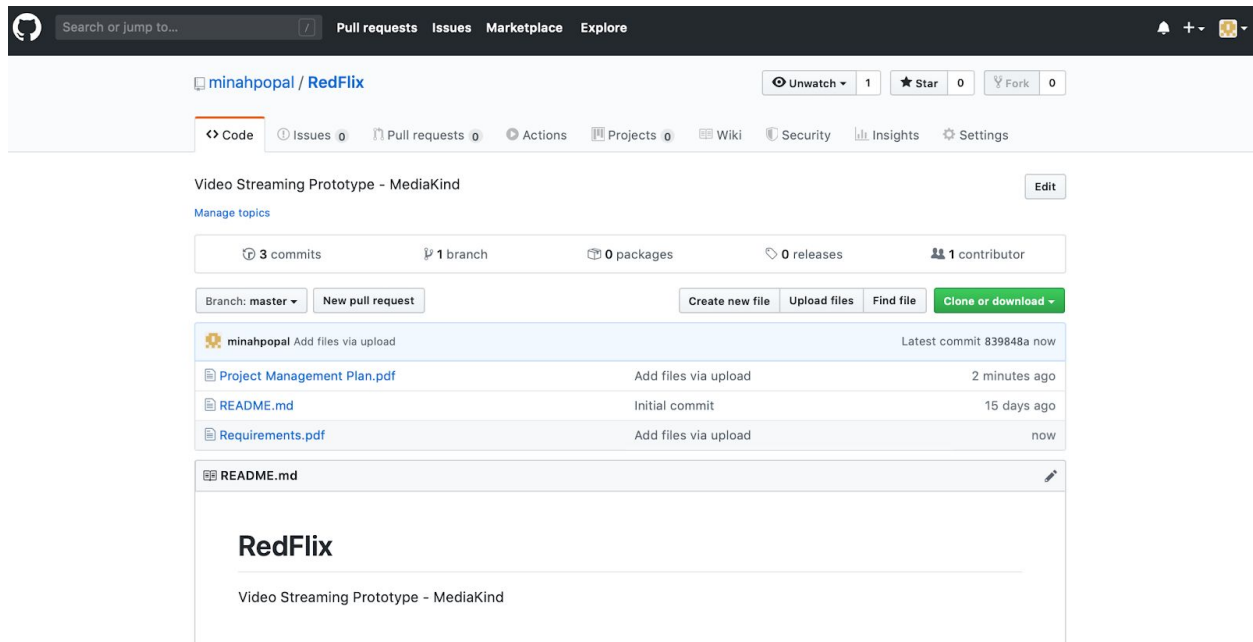 Search or jump to... / Pull requests Issues Marketplace Explore
minahpopal / RedFlix Unwatch 1 Star 0 Fork 0
Code Issues 0 Pull requests 0 Actions Projects 0 Wiki Security Insights Settings
Video Streaming Prototype - MediaKind Edit
Manage topics
3 commits 1 branch 0 packages 0 releases 1 contributor
Branch: master New pull request Create new file Upload files Find file Clone or download
minahpopal Add files via upload Latest commit 839848a now
Project Management Plan.pdf Add files via upload 2 minutes ago
README.md Initial commit 15 days ago
Requirements.pdf Add files via upload now
README.md
RedFlix
Video Streaming Prototype - MediaKind